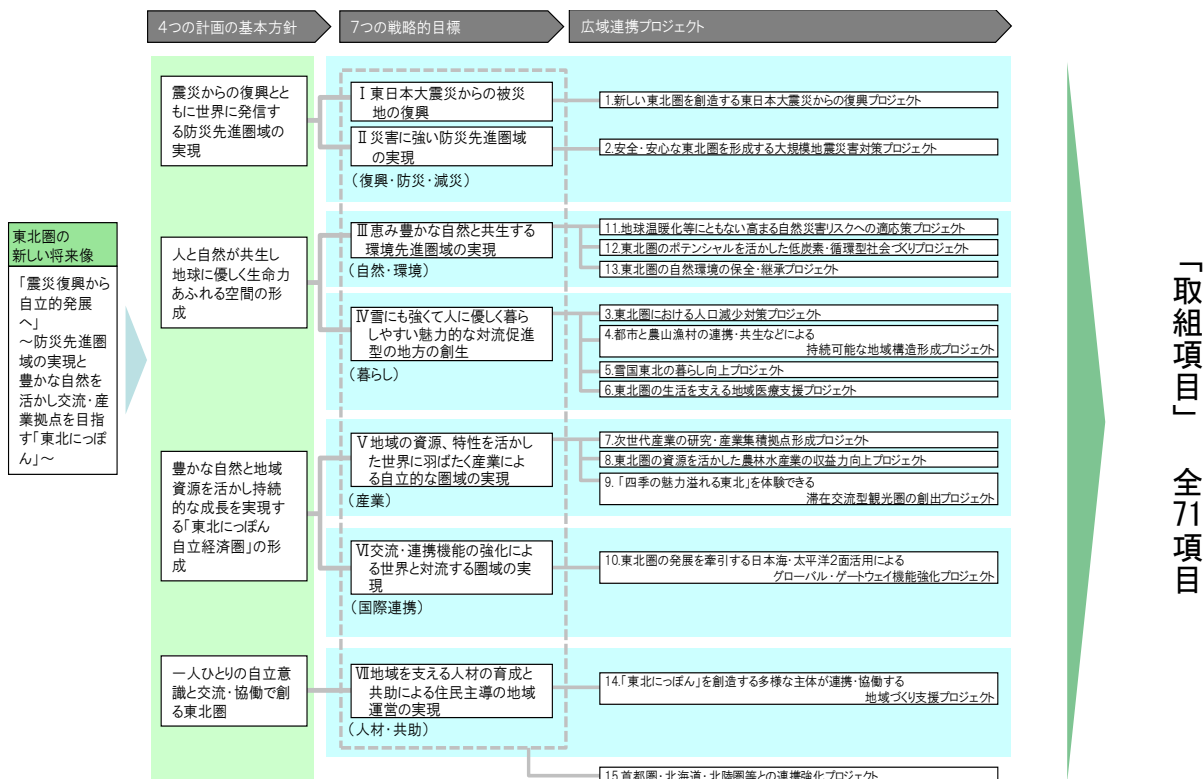 4つの計画の基本方針
7つの戦略的目標
広域連携プロジェクト
東北圏の
新しい将来像
「震災復興から
自立的発展
へ」
～防災先進圏
域の実現と
豊かな自然を
活かし交流・産
業拠点を目指
す「東北にっぽ
ん」～
震災からの復興とと
もに世界に発信す
る防災先進圏域の
実現
Ⅰ東日本大震災からの被災
地の復興
Ⅱ災害に強い防災先進圏域
の実現
（復興・防災・減災）
1.新しい東北圏を創造する東日本大震災からの復興プロジェクト
2.安全・安心な東北圏を形成する大規模地震災害対策プロジェクト
人と自然が共生し
地球に優しく生命力
あふれる空間の形
成
Ⅲ恵み豊かな自然と共生する
環境先進圏域の実現
（自然・環境）
11.地球温暖化等にともない高まる自然災害リスクへの適応策プロジェクト
12.東北圏のポテンシャルを活かした低炭素・循環型社会づくりプロジェクト
13.東北圏の自然環境の保全・継承プロジェクト
Ⅳ雪にも強くて人に優しく暮ら
しやすい魅力的な対流促進
型の地方の創生
（暮らし）
3.東北圏における人口減少対策プロジェクト
4.都市と農山漁村の連携・共生などによる
持続可能な地域構造形成プロジェクト
5.雪国東北の暮らし向上プロジェクト
6.東北圏の生活を支える地域医療支援プロジェクト
豊かな自然と地域
資源を活かし持続
的な成長を実現す
る「東北にっぽん
自立経済圏」の形
成
Ⅴ地域の資源、特性を活かし
た世界に羽ばたく産業によ
る自立的な圏域の実現
（産業）
7.次世代産業の研究・産業集積拠点形成プロジェクト
8.東北圏の資源を活かした農林水産業の収益力向上プロジェクト
9.「四季の魅力溢れる東北」を体験できる
滞在交流型観光圏の創出プロジェクト
Ⅵ交流・連携機能の強化によ
る世界と対流する圏域の実
現
（国際連携）
10.東北圏の発展を牽引する日本海・太平洋2面活用による
グローバル・ゲートウェイ機能強化プロジェクト
一人ひとりの自立意
識と交流・協働で創
る東北圏
Ⅶ地域を支える人材の育成と
共助による住民主導の地域
運営の実現
（人材・共助）
14.「東北にっぽん」を創造する多様な主体が連携・協働する
地域づくり支援プロジェクト
15.首都圏・北海道・北陸圏等との連携強化プロジェクト
「取組項目」 全71項目